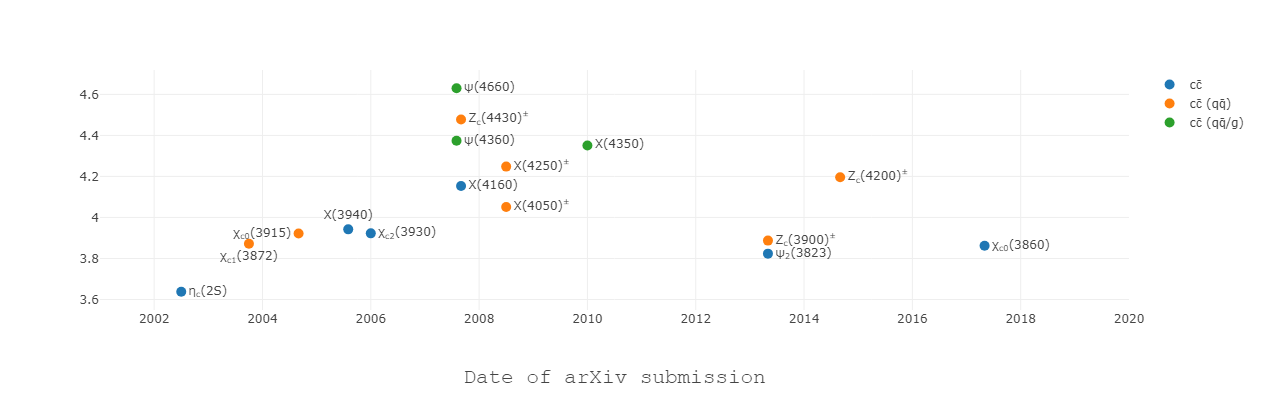 4.6
4.4
4.2
4
3.8
3.6
ψ(4660)
Z꜀(4430)±
ψ(4360)
X(4350)
X(4250)±
X(4160)
Z꜀(4200)±
X(4050)±
X(3940)
χc0(3915)
χc2(3930)
χc1(3872)
Zc(3900)±
ψ₂(3823)
χc0(3860)
ηc(2S)
2002 2004 2006 2008 2010 2012 2014 2016 2018 2020
Date of arXiv submission
cc̄
cc̄ (qq̄)
cc̄ (qq̄/g)